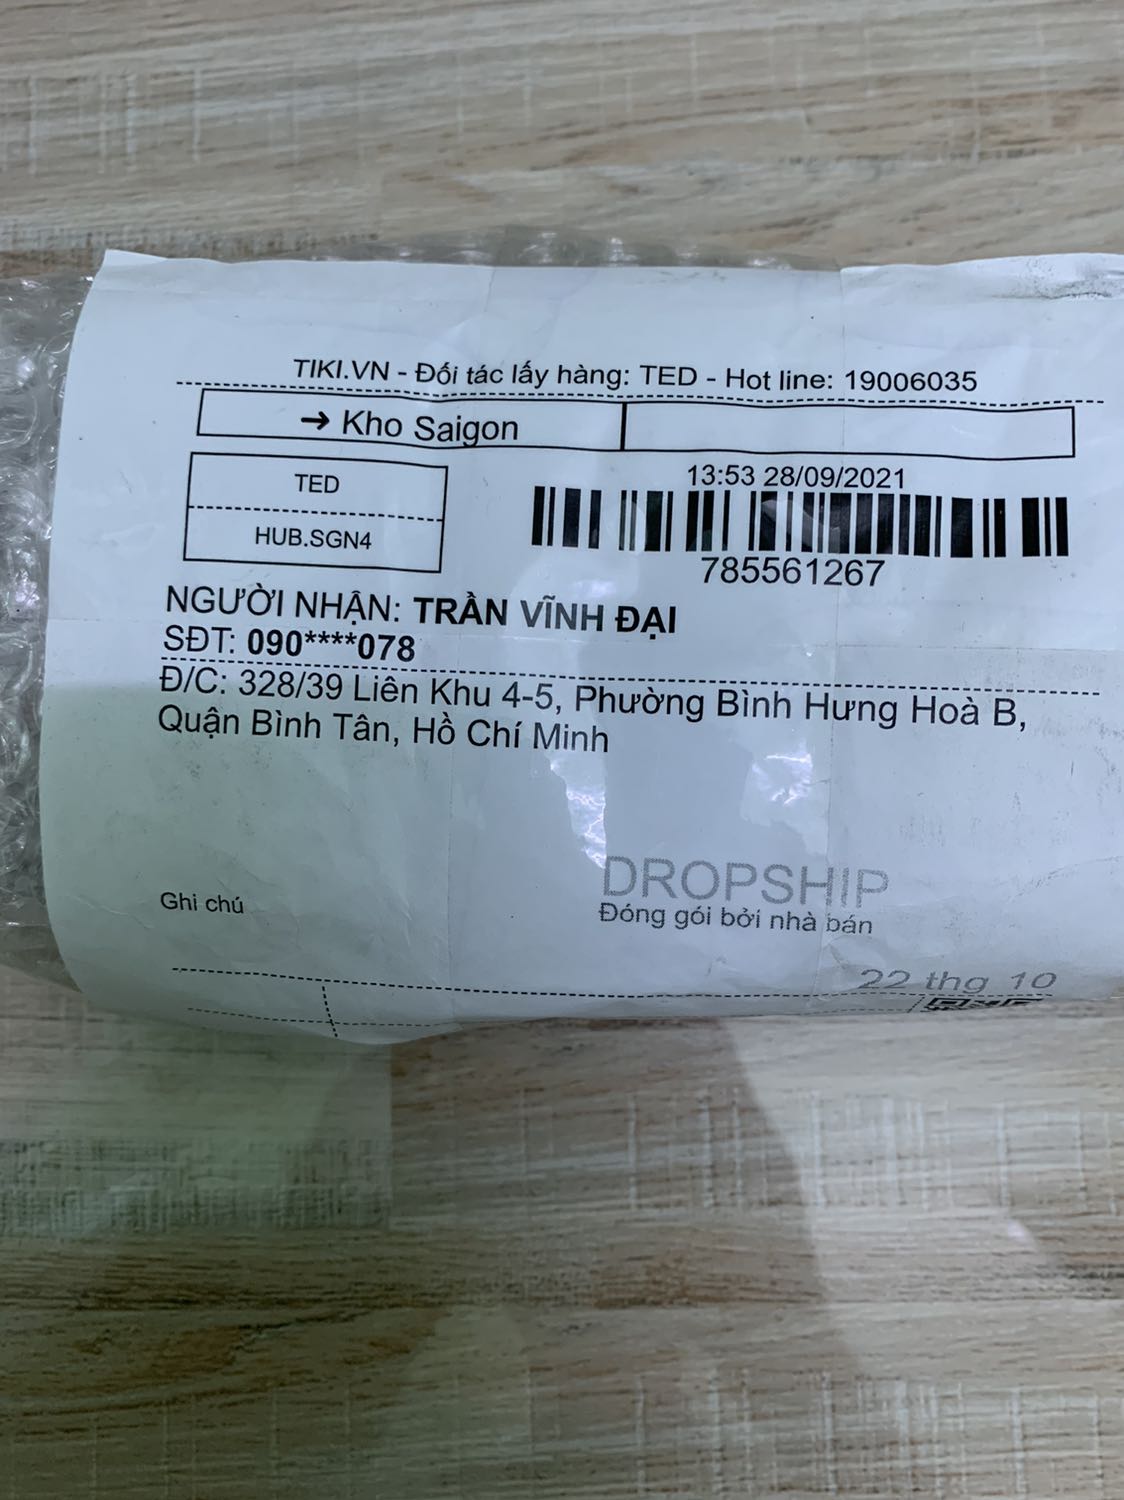 TIKI.VN - Đối tác lấy hàng: TED - Hot line: 19006035
➔ Kho Saigon
TED
HUB.SGN4
13:53 28/09/2021
785561267
NGƯỜI NHẬN: TRẦN VĨNH ĐẠI
SĐT: 090****078
Đ/C: 328/39 Liên Khu 4-5, Phường Bình Hưng Hoà B,
Quận Bình Tân, Hồ Chí Minh
Ghi chú
DROPSHIP
Đóng gói bởi nhà bán
22 thg 10